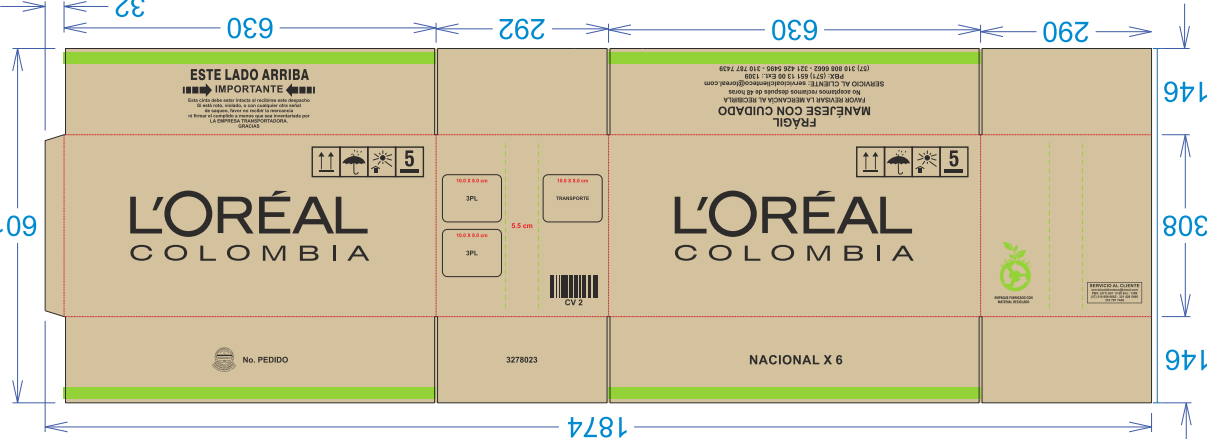 32
630
292
630
290
ESTE LADO ARRIBA
IMPORTANTE
Esta cinta debe estar intacta al recibirse este despacho
Si está roto, violado, o con cualquier otra señal
de saqueo, favor no recibir la mercancía
ni firmar el cumplido a menos que sea inventariada por
LA EMPRESA TRANSPORTADORA.
GRACIAS
FRÁGIL
MANÉJESE CON CUIDADO
FAVOR REVISAR LA MERCANCÍA AL RECIBIRLA
No aceptamos reclamos después de 48 horas
SERVICIO AL CLIENTE: servicioclienteco@loreal.com
PBX: (571) 651 13 00 Ext.: 1309
(57) 310 808 6662 - 321 426 5495 - 310 787 7439
146
5
L'ORÉAL
COLOMBIA
10.0 X 8.0 cm
3PL
10.0 X 8.0 cm
3PL
5.5 cm
10.0 X 8.0 cm
TRANSPORTE
CV 2
5
L'ORÉAL
COLOMBIA
EMPAQUE FABRICADO CON
MATERIAL RECICLADO
SERVICIO AL CLIENTE
308
601
No. PEDIDO
3278023
NACIONAL X 6
146
1874